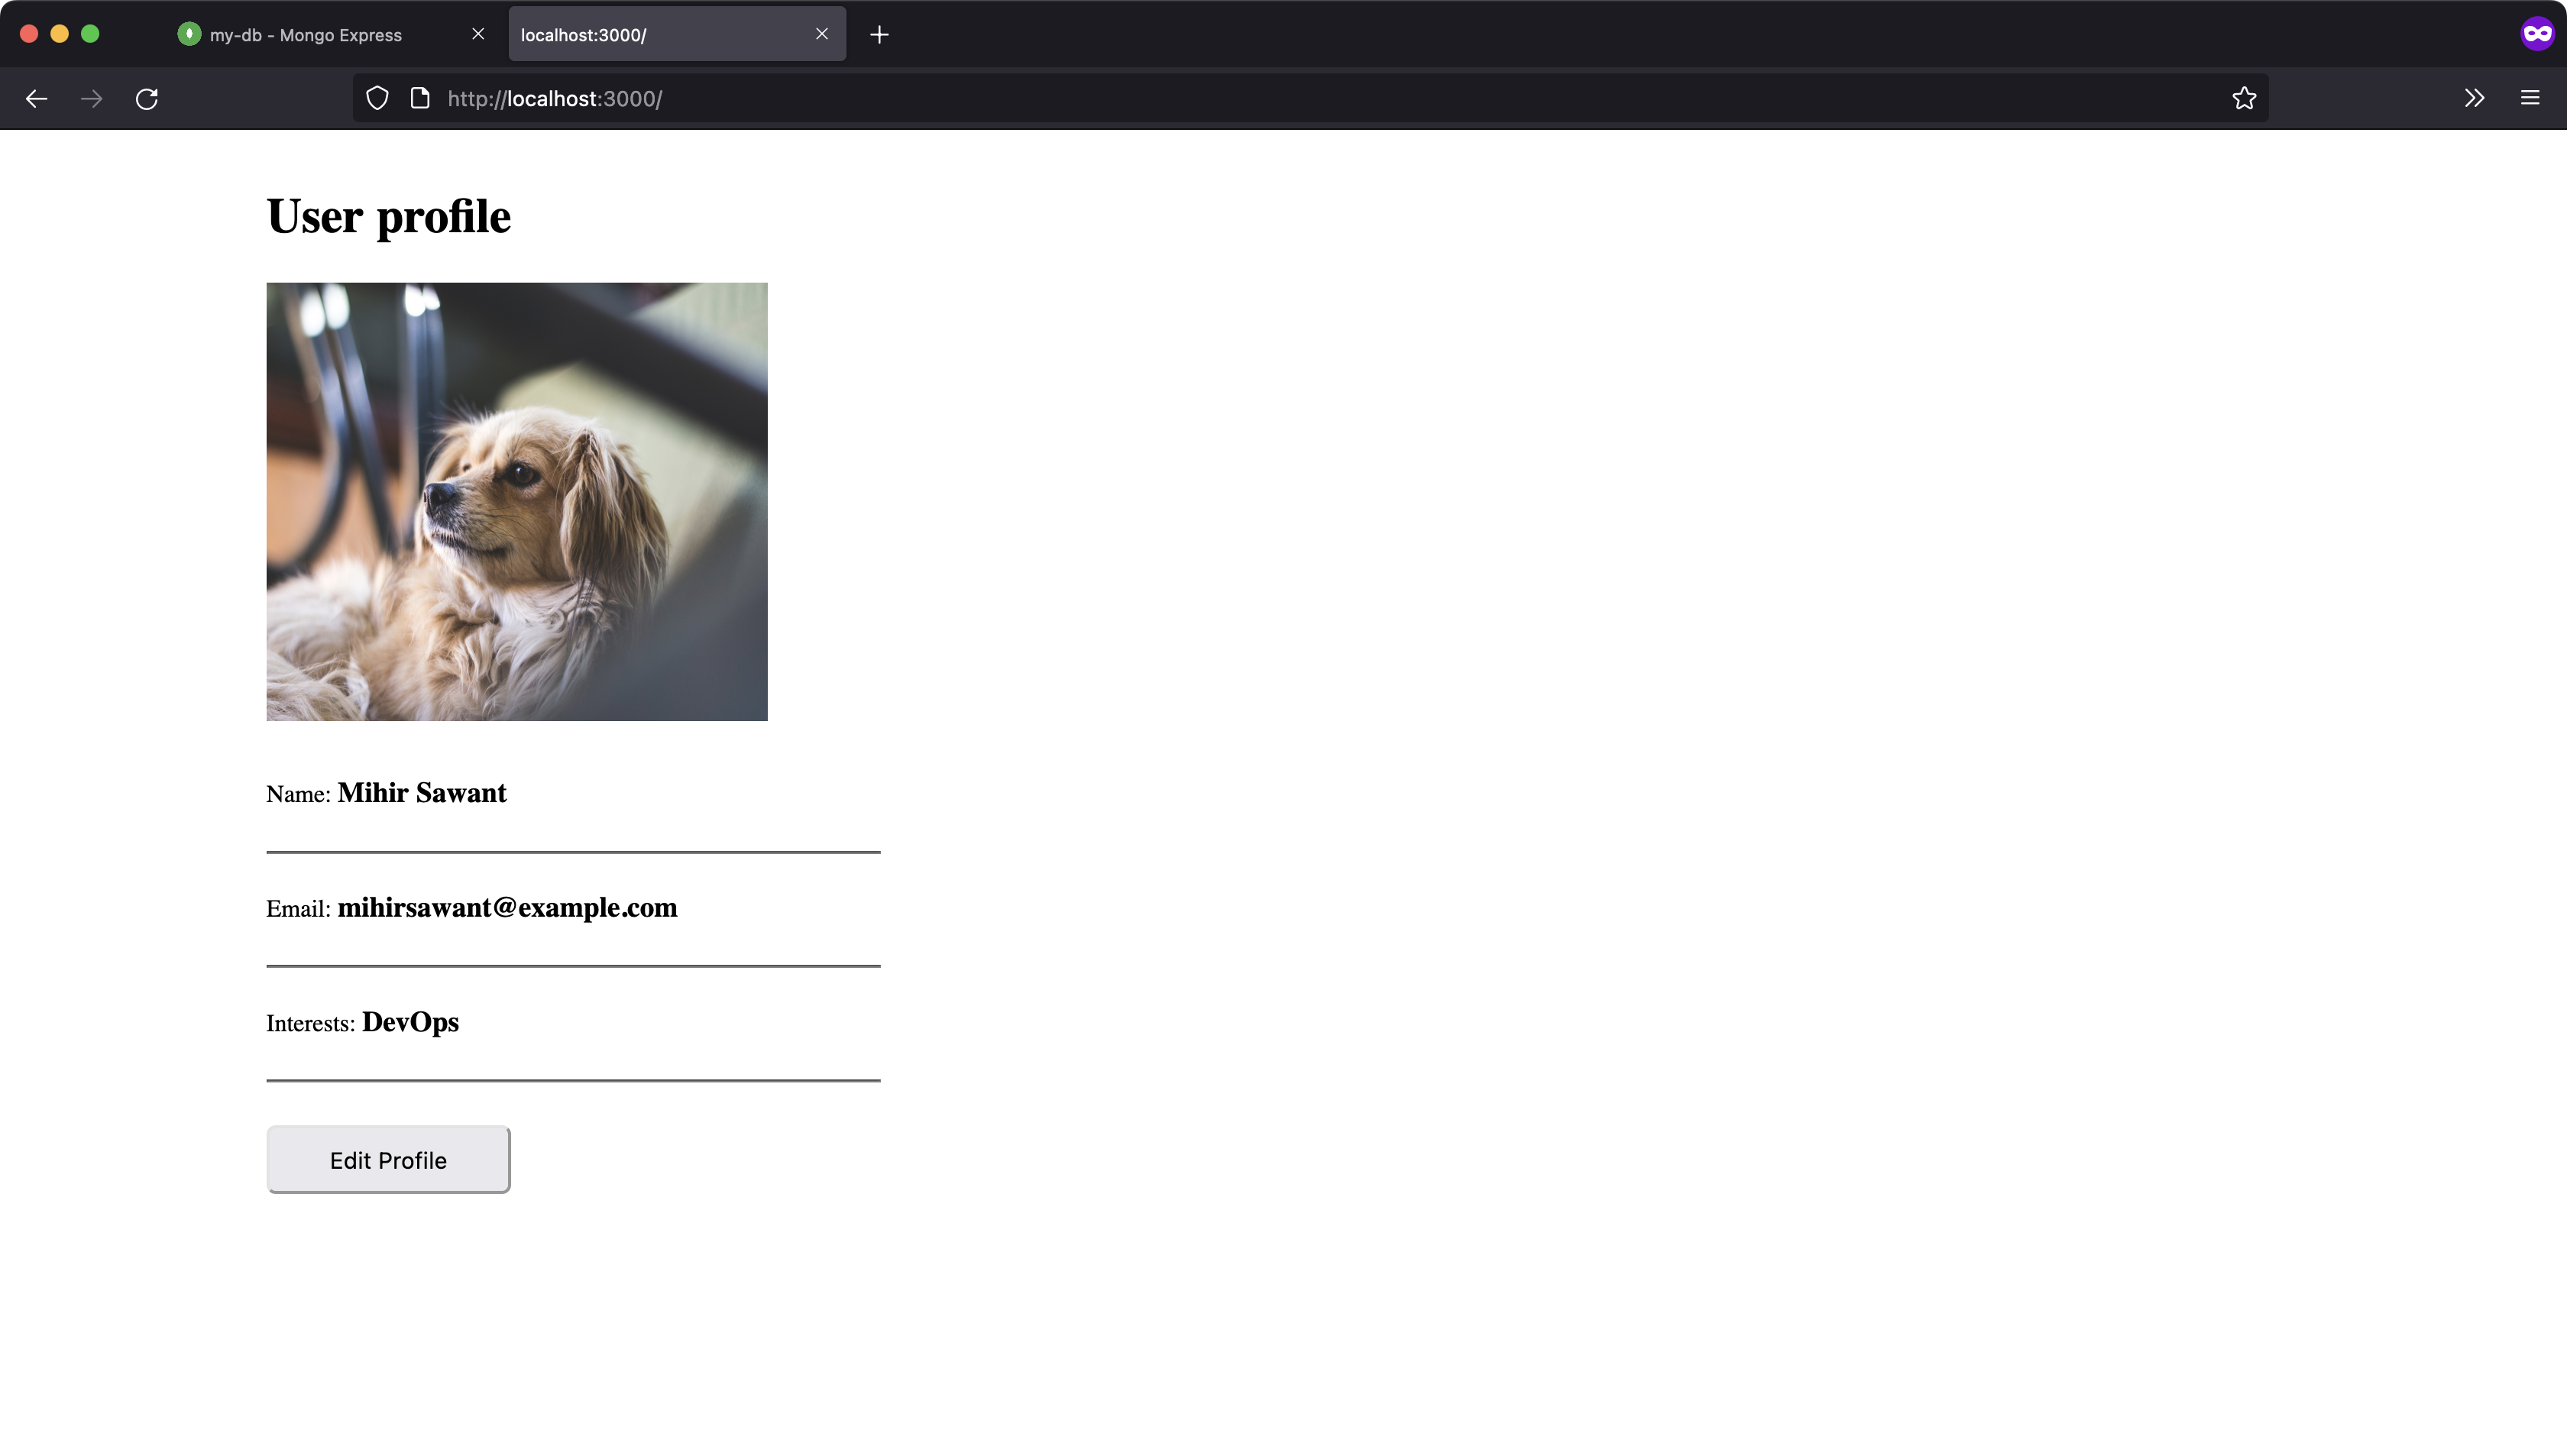 my-db - Mongo Express
localhost:3000/
http://localhost:3000/
User profile
Name: Mihir Sawant
Email: mihirsawant@example.com
Interests: DevOps
Edit Profile